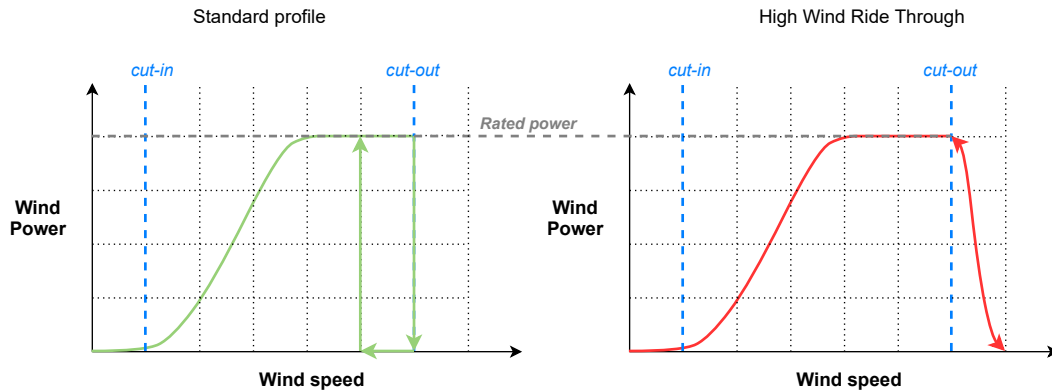 Standard profile
High Wind Ride Through
cut-in
cut-out
cut-in
cut-out
Rated power
Wind
Power
Wind
Power
Wind speed
Wind speed